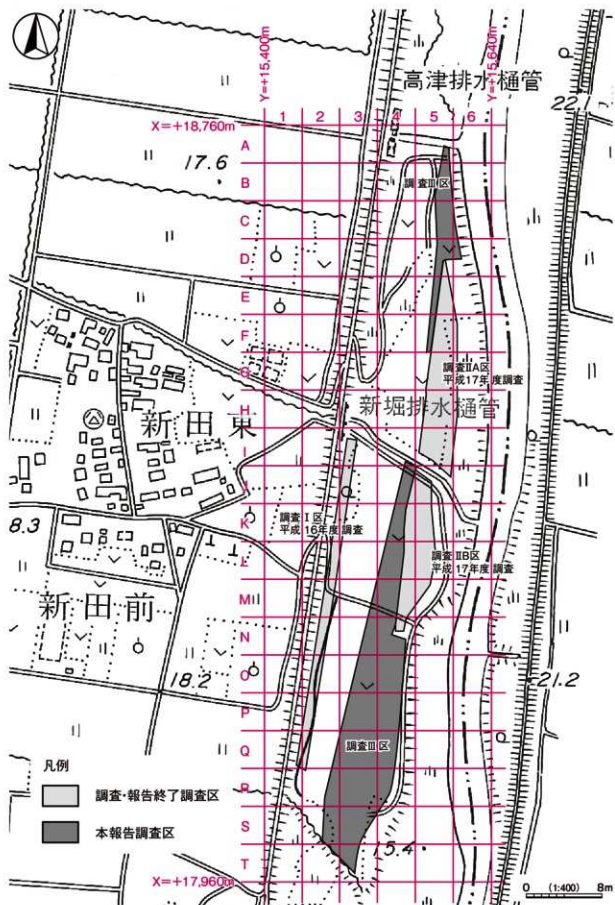 Y=+15,400m
Y=+15,640m
高津排水樋管
22.1
X=+18,760m
1 2 3 4 5 6
A
17.6
B
調査Ⅲ区
C
D
E
F
G
調査ⅡA区
平成17年度調査
H
新堀排水樋管
新田東
I
J
K
調査Ⅰ区
平成16年度調査
8.3
L
調査ⅡB区
平成17年度調査
M
新田前
N
O
18.2
21.2
P
Q
調査Ⅲ区
R
S
T
15.4
X=+17,960m
凡例
調査・報告終了調査区
本報告調査区
0 (1:400) 8m